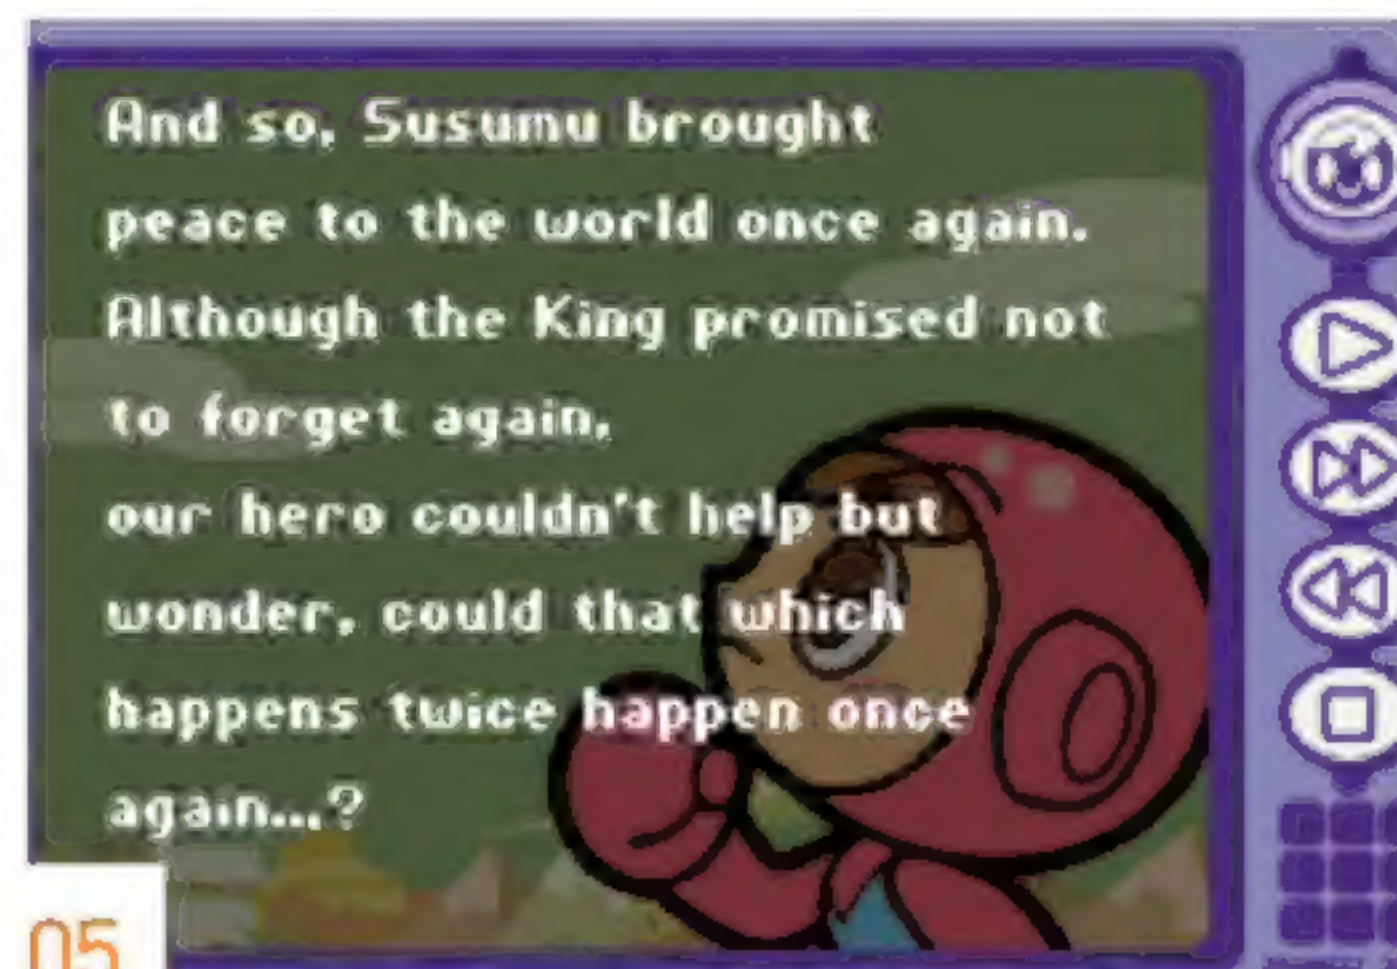 And so, Susumu brought
peace to the world once again.
Although the King promised not
to forget again,
our hero couldn't help but
wonder, could that which
happens twice happen once
again...?
05